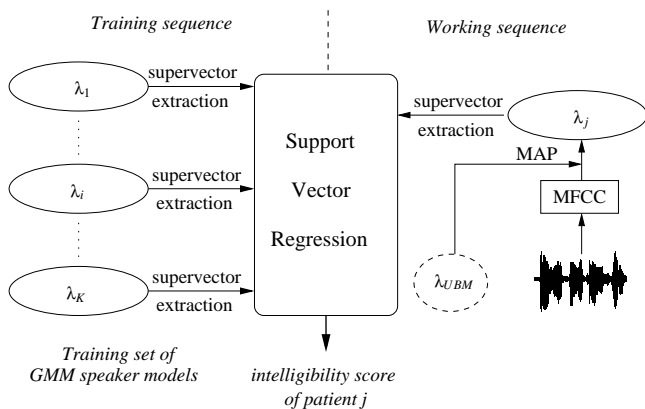 Training sequence
Working sequence
λ1
supervector
extraction
λi
supervector
extraction
λK
supervector
extraction
Training set of
GMM speaker models
Support
Vector
Regression
intelligibility score
of patient j
supervector
extraction
λj
MAP
MFCC
λUBM